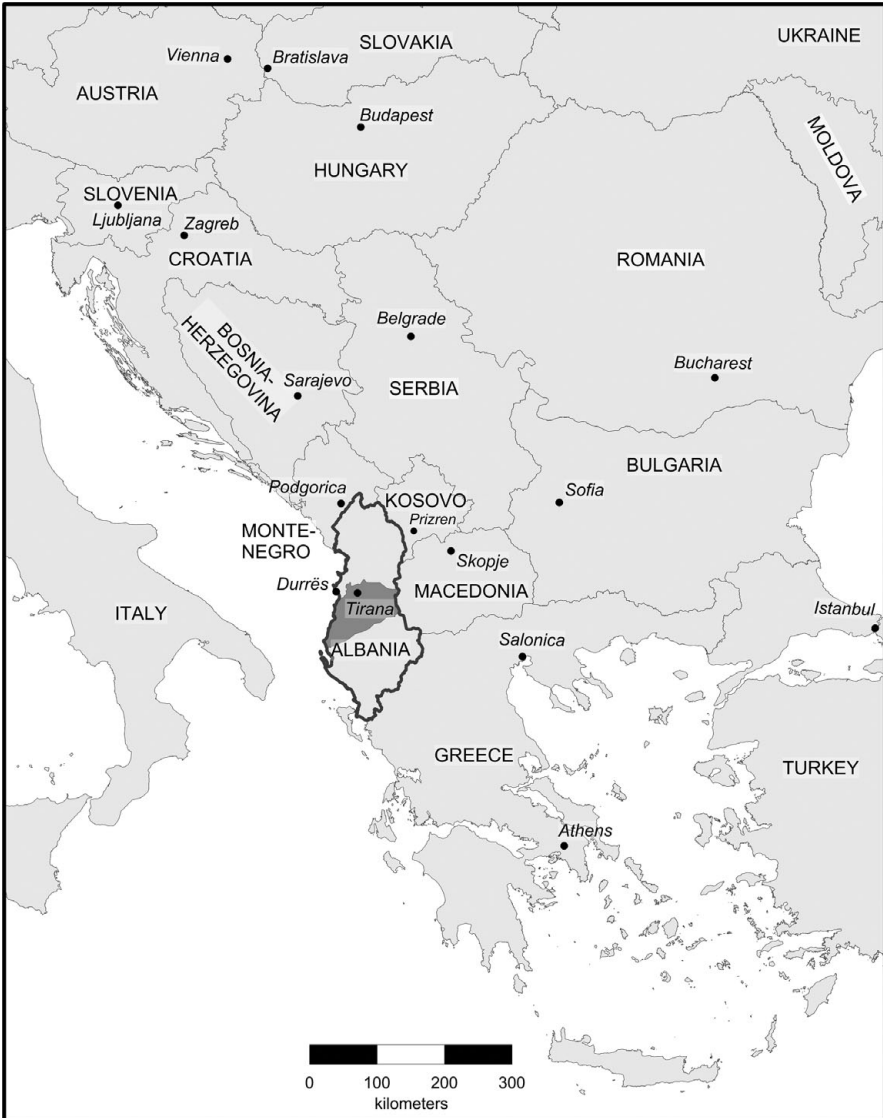 SLOVAKIA
UKRAINE
Vienna
Bratislava
AUSTRIA
Budapest
MOLDOVA
HUNGARY
SLOVENIA
Ljubljana
Zagreb
CROATIA
ROMANIA
BOSNIA-
HERZEGOVINA
Belgrade
Bucharest
Sarajevo
SERBIA
BULGARIA
Podgorica
KOSOVO
Sofia
Prizren
MONTE-
NEGRO
Skopje
Durrës
MACEDONIA
Tirana
ITALY
Istanbul
ALBANIA
Salonica
GREECE
TURKEY
Athens
0 100 200 300
kilometers